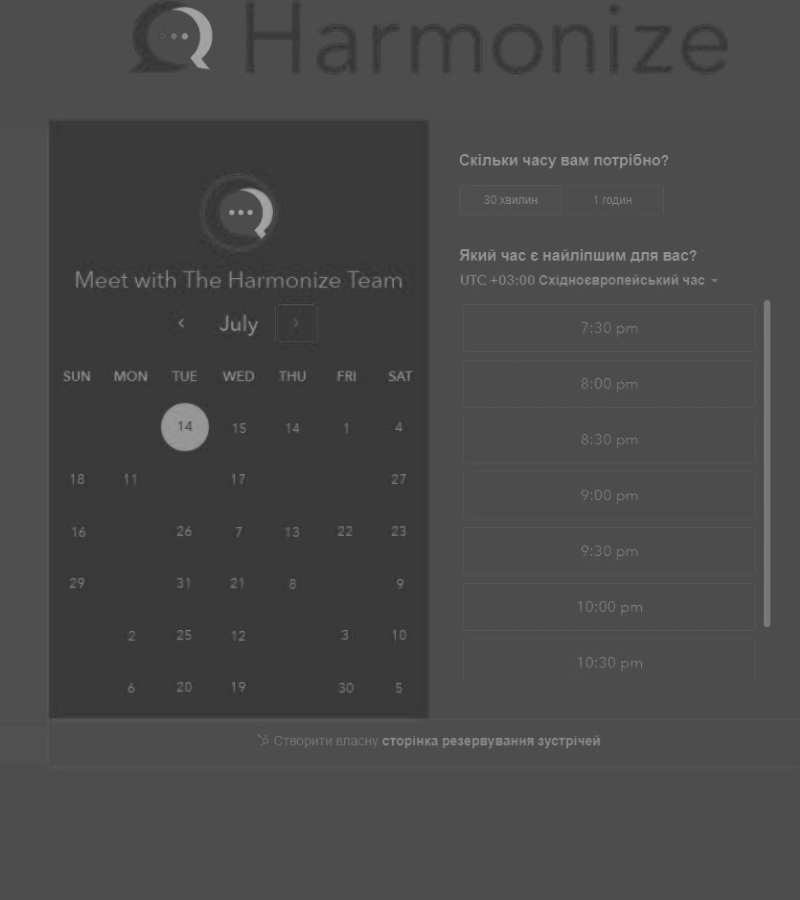 Harmonize
Meet with The Harmonize Team
July
SUN MON TUE WED THU FRI SAT
14 15 14 1 4
18 11 17 27
16 26 7 13 22 23
29 31 21 8 9
2 25 12 3 10
6 20 19 30 5
Скільки часу вам потрібно?
30 хвилин 1 годин
Який час є найліпшим для вас?
UTC +03:00 Східноєвропейський час
7:30 pm
8:00 pm
8:30 pm
9:00 pm
9:30 pm
10:00 pm
10:30 pm
Створити власну сторінка резервування зустрічей